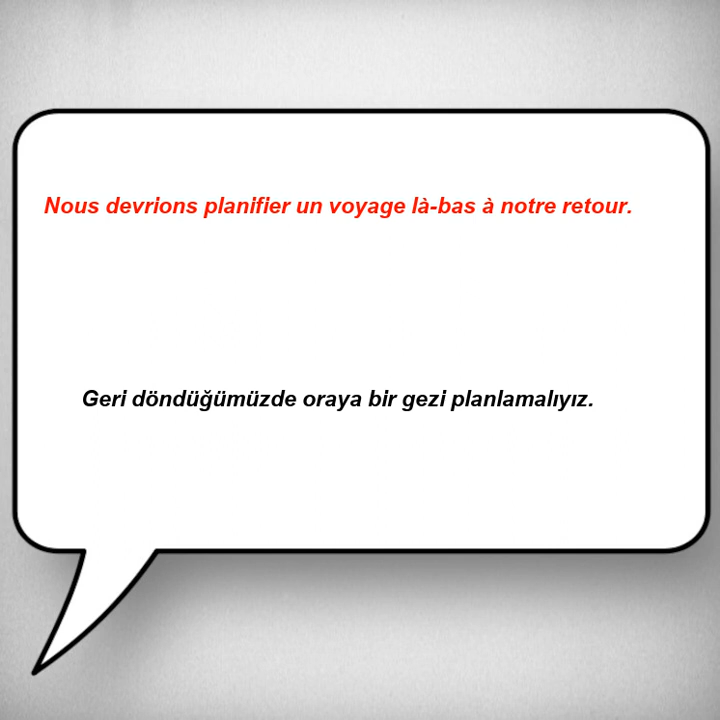 Nous devrions planifier un voyage là-bas à notre retour.
Geri döndüğümüzde oraya bir gezi planlamalıyız.